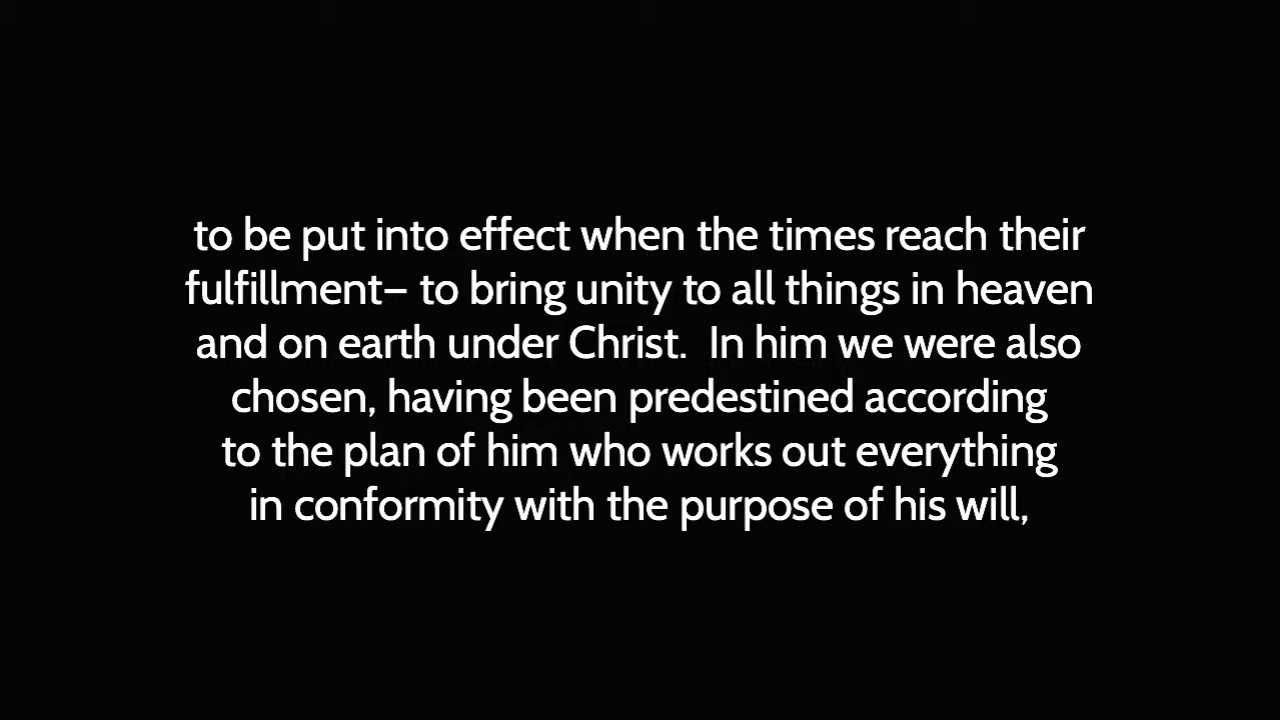 to be put into effect when the times reach their
fulfillment– to bring unity to all things in heaven
and on earth under Christ.  In him we were also
chosen, having been predestined according
to the plan of him who works out everything
in conformity with the purpose of his will,